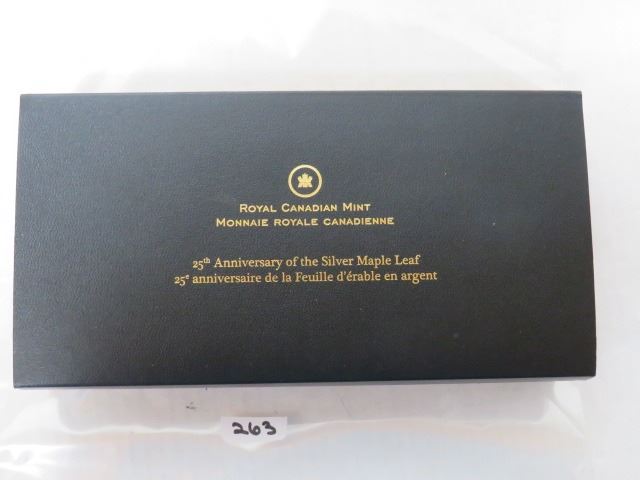 ROYAL CANADIAN MINT
MONNAIE ROYALE CANADIENNE
25th Anniversary of the Silver Maple Leaf
25e anniversaire de la Feuille d'érable en argent
263